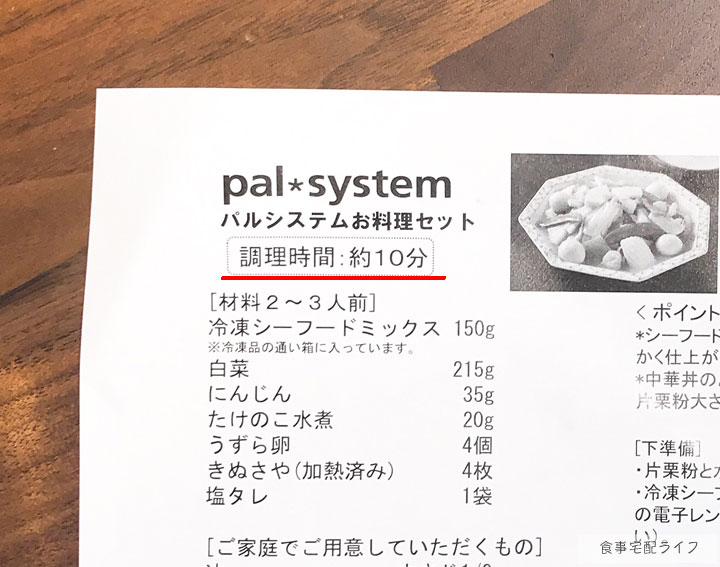 pal*system
パルシステムお料理セット
調理時間:約10分
[材料2~3人前]
冷凍シーフードミックス 150g
※冷凍品の通い箱に入っています。
白菜 215g
にんじん 35g
たけのこ水煮 20g
うずら卵 4個
きぬさや(加熱済み) 4枚
塩タレ 1袋
[ご家庭でご用意していただくもの]
<ポイント
*シーフード
かく仕上が
*中華丼の
片栗粉大さ
[下準備]
・片栗粉と
・冷凍シーフ
の電子レン
い)
食事宅配ライフ